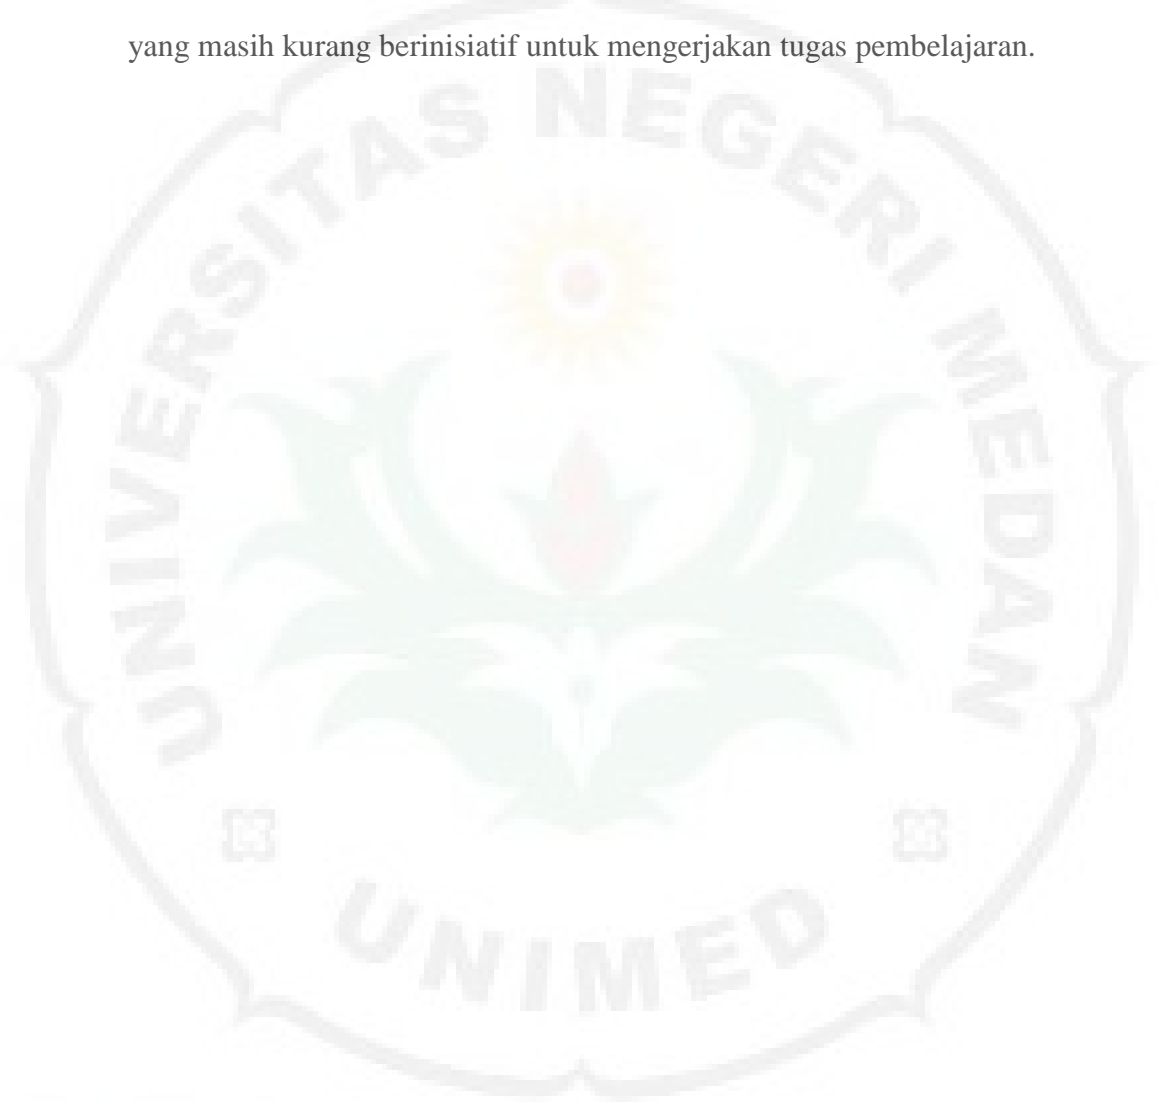 yang masih kurang berinisiatif untuk mengerjakan tugas pembelajaran.
UNIVERSITAS NEGERI MEDAN
UNIMED